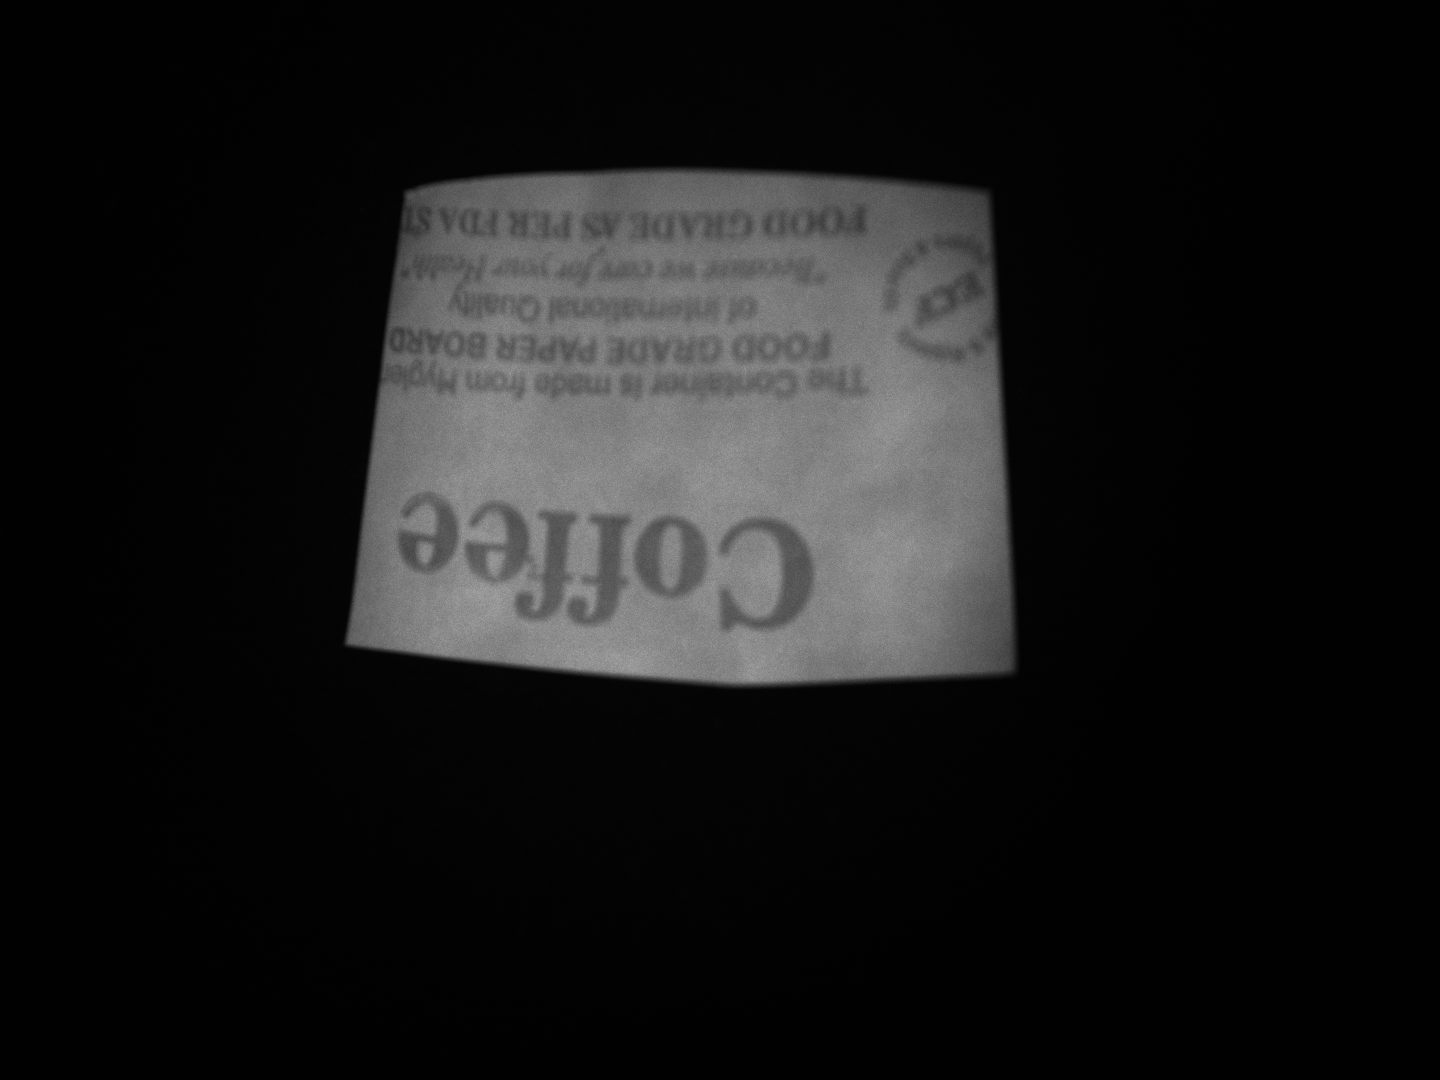 Coffee
The Container is made from Hygie
FOOD GRADE PAPER BOARD
of international Quality
"Because we care for your Health"
FOOD GRADE AS PER FDA ST